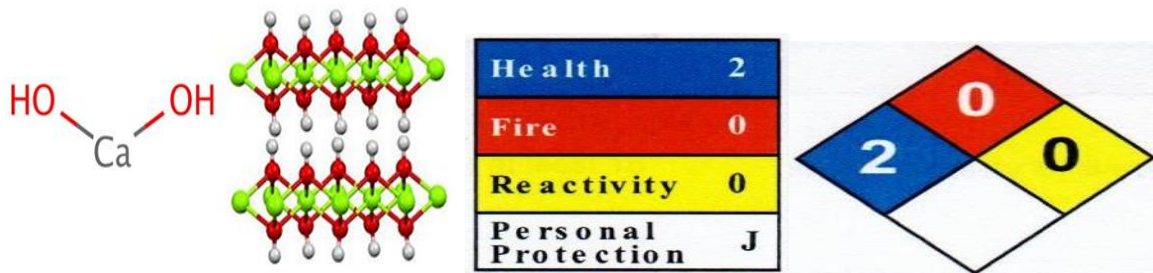 HO OH
Ca
Health 2
Fire 0
Reactivity 0
Personal
Protection J
0
2 0